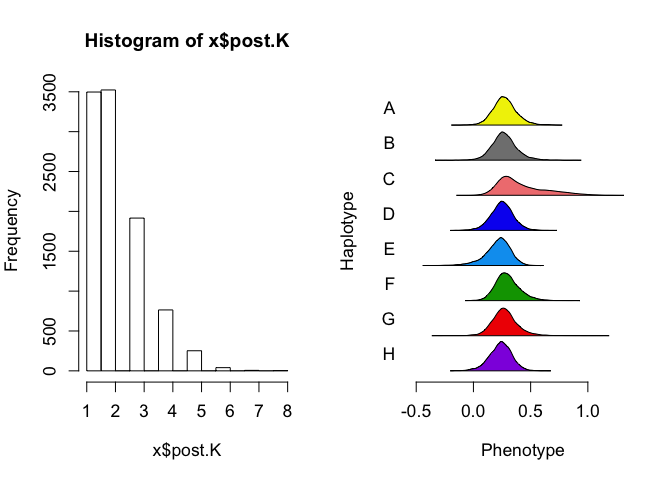 Histogram of x$post.K
Frequency
0
500
1500
2500
3500
1 2 3 4 5 6 7 8
x$post.K
Haplotype
A
B
C
D
E
F
G
H
-0.5 0.0 0.5 1.0
Phenotype